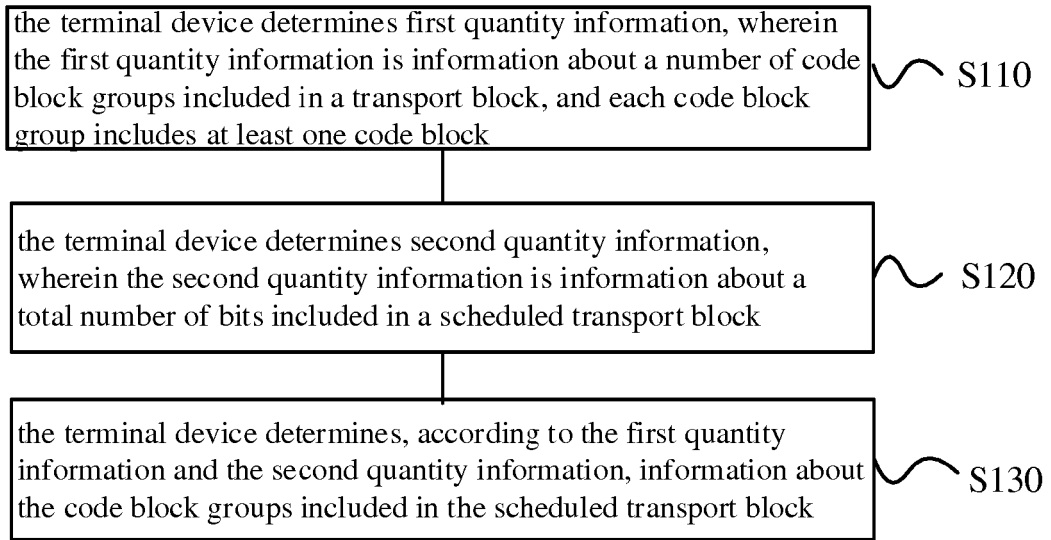 the terminal device determines first quantity information, wherein
the first quantity information is information about a number of code
block groups included in a transport block, and each code block
group includes at least one code block
S110
the terminal device determines second quantity information,
wherein the second quantity information is information about a
total number of bits included in a scheduled transport block
S120
the terminal device determines, according to the first quantity
information and the second quantity information, information about
the code block groups included in the scheduled transport block
S130